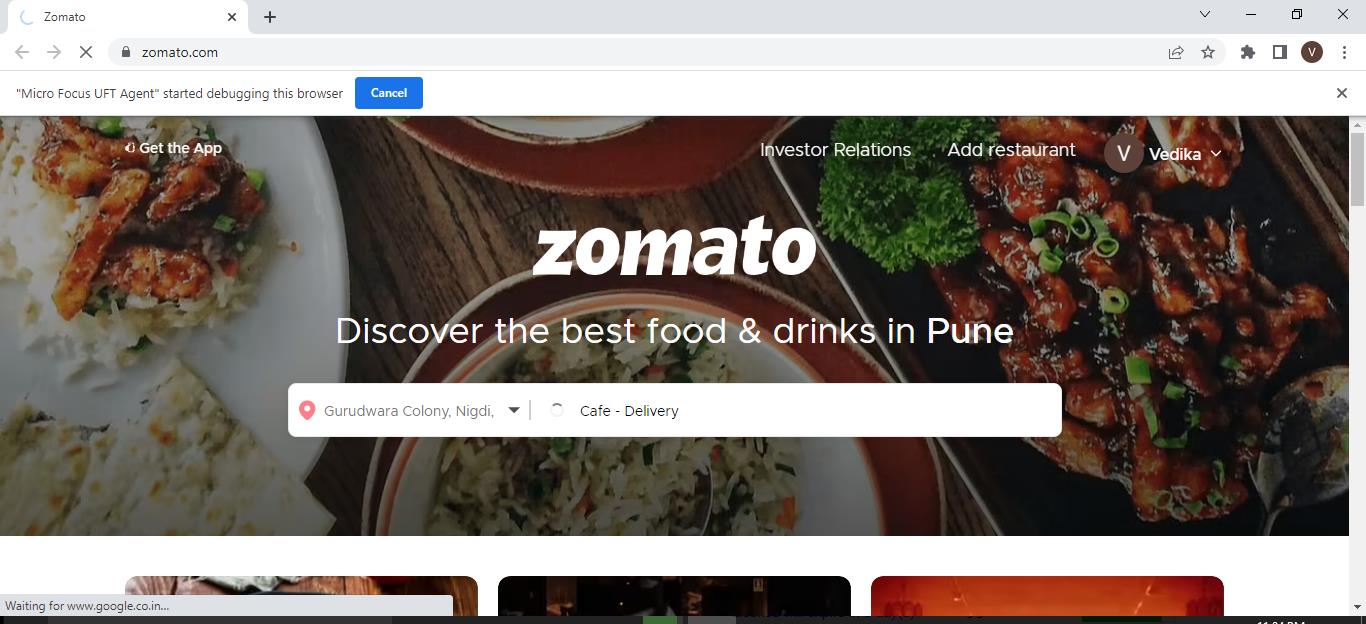 Zomato
zomato.com
V
"Micro Focus UFT Agent" started debugging this browser
Cancel
Get the App
Investor Relations
Add restaurant
V
Vedika
zomato
Discover the best food & drinks in Pune
Gurudwara Colony, Nigdi,
Cafe - Delivery
Waiting for www.google.co.in...